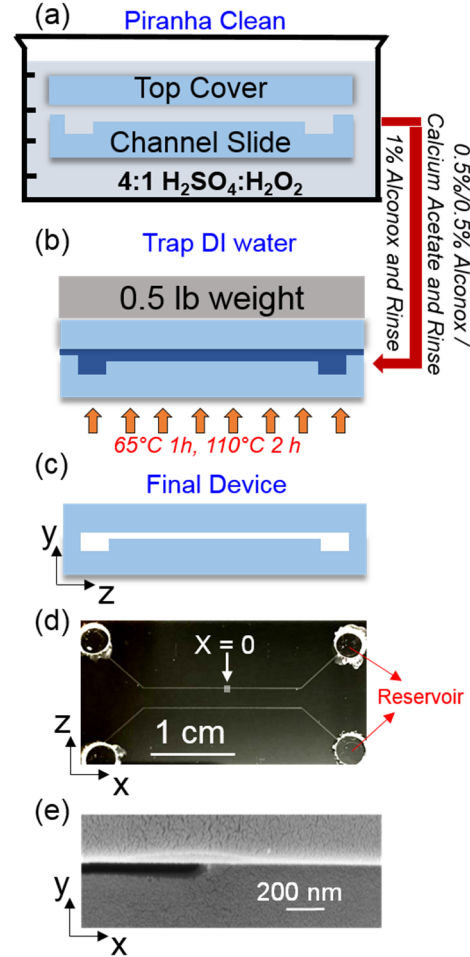 (a)
Piranha Clean
Top Cover
Channel Slide
4:1 H₂SO₄:H₂O₂
0.5%/0.5% Alconox /
Calcium Acetate and Rinse
1% Alconox and Rinse
(b)
Trap DI water
0.5 lb weight
65°C 1h, 110°C 2 h
(c)
Final Device
y
z
(d)
X = 0
Reservoir
1 cm
z
x
(e)
200 nm
y
x